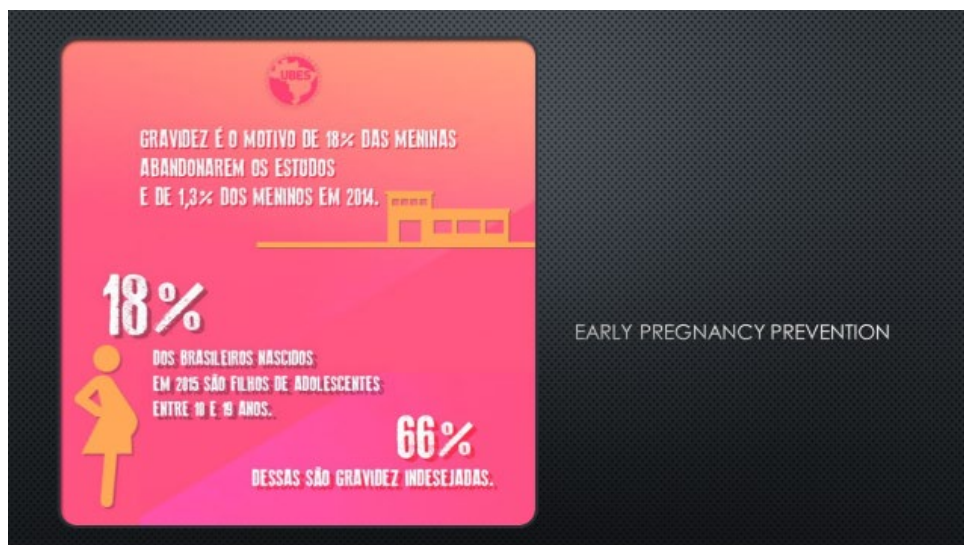 UBES
GRAVIDEZ É O MOTIVO DE 18% DAS MENINAS
ABANDONAREM OS ESTUDOS
E DE 1,3% DOS MENINOS EM 2014.
18%
DOS BRASILEIROS NASCIDOS
EM 2015 SÃO FILHOS DE ADOLESCENTES
ENTRE 10 E 19 ANOS.
66%
DESSAS SÃO GRAVIDEZ INDESEJADAS.
EARLY PREGNANCY PREVENTION